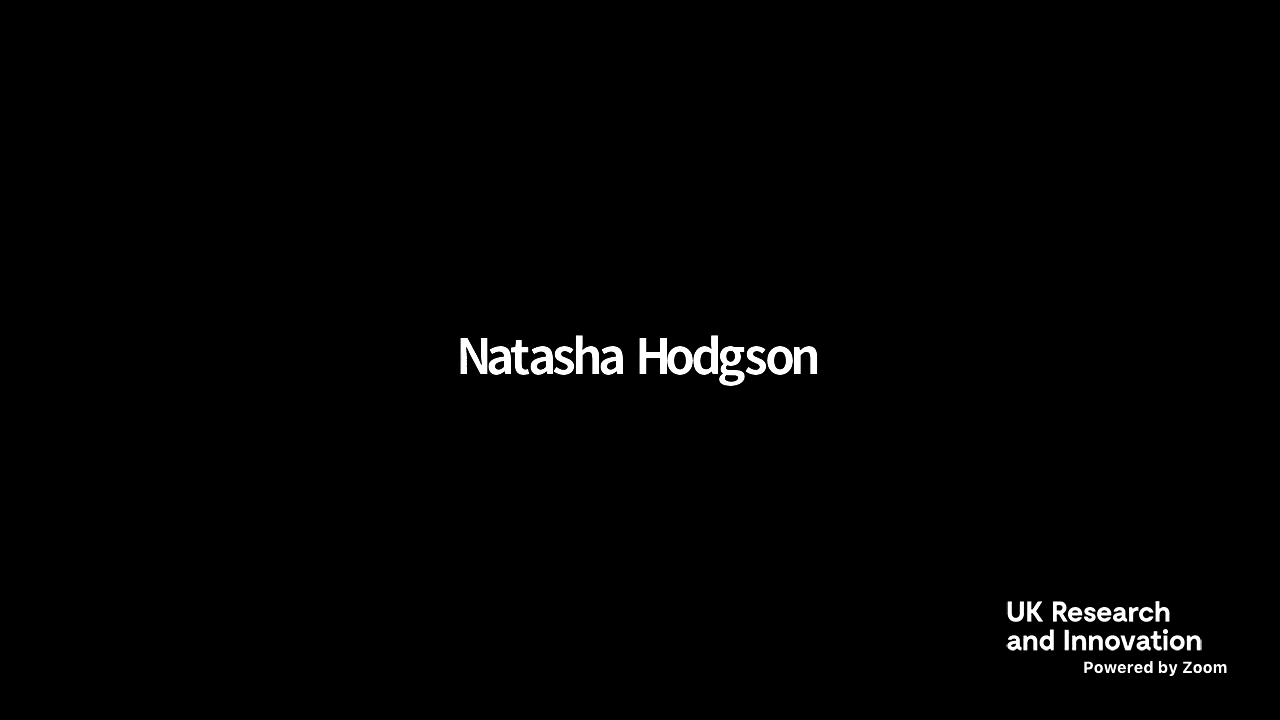 Natasha Hodgson
UK Research
and Innovation
Powered by Zoom